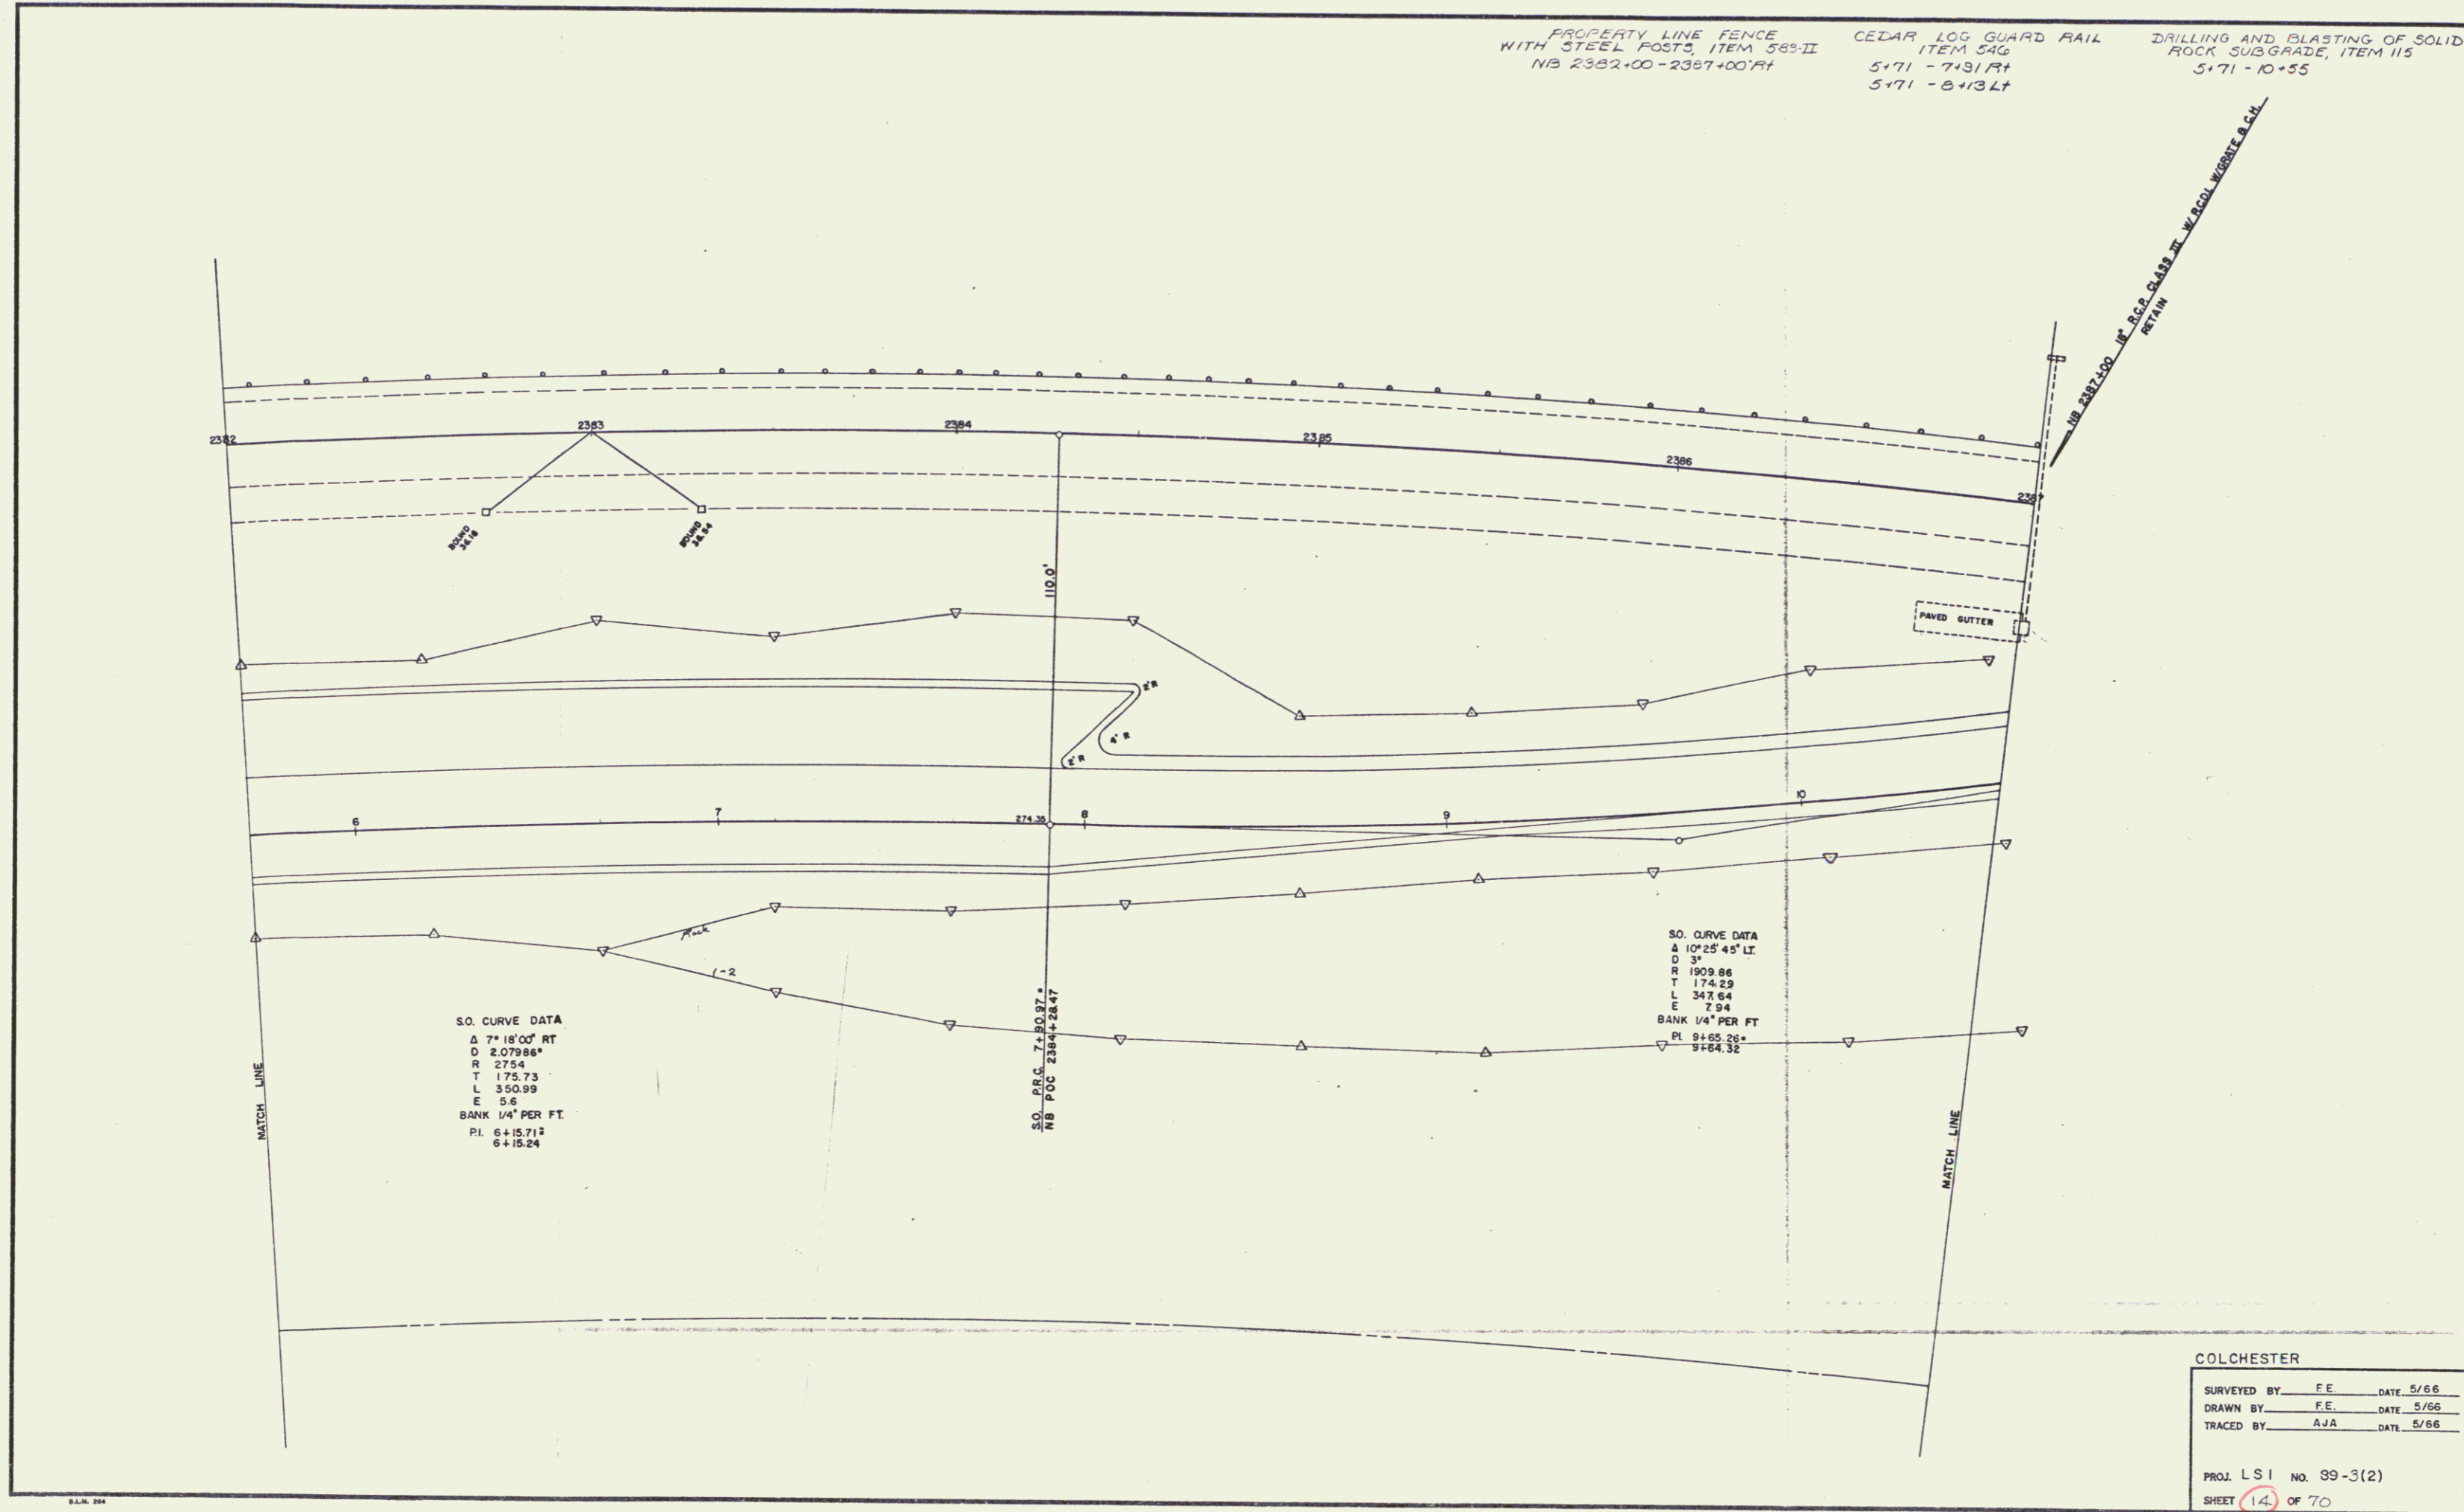 PROPERTY LINE FENCE
WITH STEEL POSTS, ITEM 583-II
NB 2382+00-2387+00 Rt
CEDAR LOG GUARD RAIL
ITEM 546
5+71 - 7+91 Rt
5+71 - 8+13 Lt
DRILLING AND BLASTING OF SOLID
ROCK SUBGRADE, ITEM 115
5+71 - 10+55
NB 2387+00 18" R.C.P. CLASS III W/ R.C.D.I. W/GRATE & C.H.
RETAIN
2382
2383
2384
2385
2386
2387
BOUND
36.16
BOUND
38.54
110.0'
PAVED GUTTER
2'R
4' R
2'R
6
7
274.35
8
9
10
Rock
1-2
S.O. CURVE DATA
Δ 10°25'45" LT.
D 3°
R 1909.86
T 174.29
L 347.64
E 7.94
BANK 1/4" PER FT
PI. 9+65.26=
9+64.32
S.O. CURVE DATA
Δ 7° 18'00" RT
D 2.07986°
R 2754
T 175.73
L 350.99
E 5.6
BANK 1/4" PER FT.
P.I. 6+15.71=
6+15.24
S.O. P.R.C. 7+90.97 =
NB POC 2384+28.47
MATCH LINE
MATCH LINE
COLCHESTER
SURVEYED BY F.E. DATE 5/66
DRAWN BY F.E. DATE 5/66
TRACED BY AJA DATE 5/66
PROJ. LSI NO. 89-3(2)
SHEET 14 OF 70
B.L.M. 264